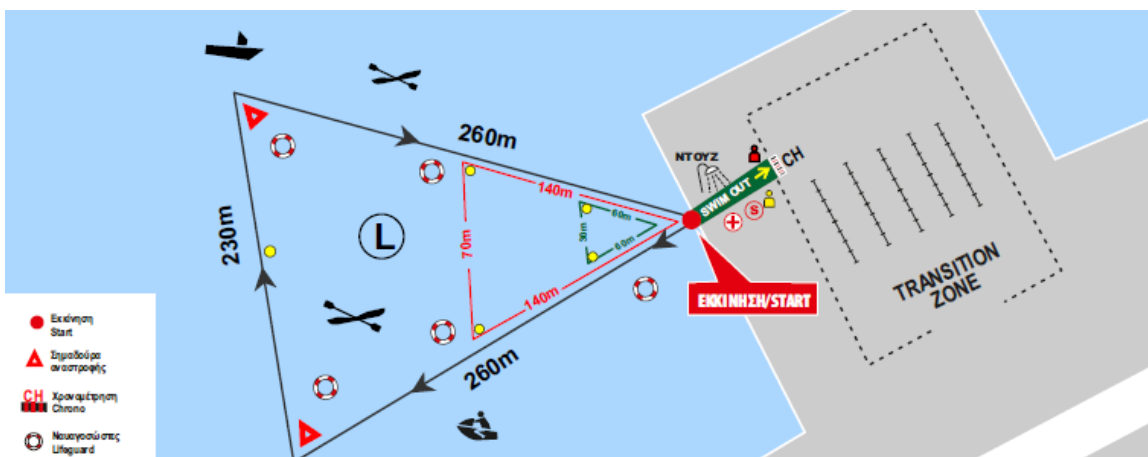 260m
ΝΤΟΥΖ
CH
SWIM OUT
S
140m
60m
230m
L
70m
30m
60m
140m
ΕΚΚΙΝΗΣΗ/START
TRANSITION
ZONE
260m
Εκκίνηση
Start
Σημαδούρα
αναστροφής
CH
Χρονομέτρηση
Chrono
Ναυαγοσώστες
Lifeguard